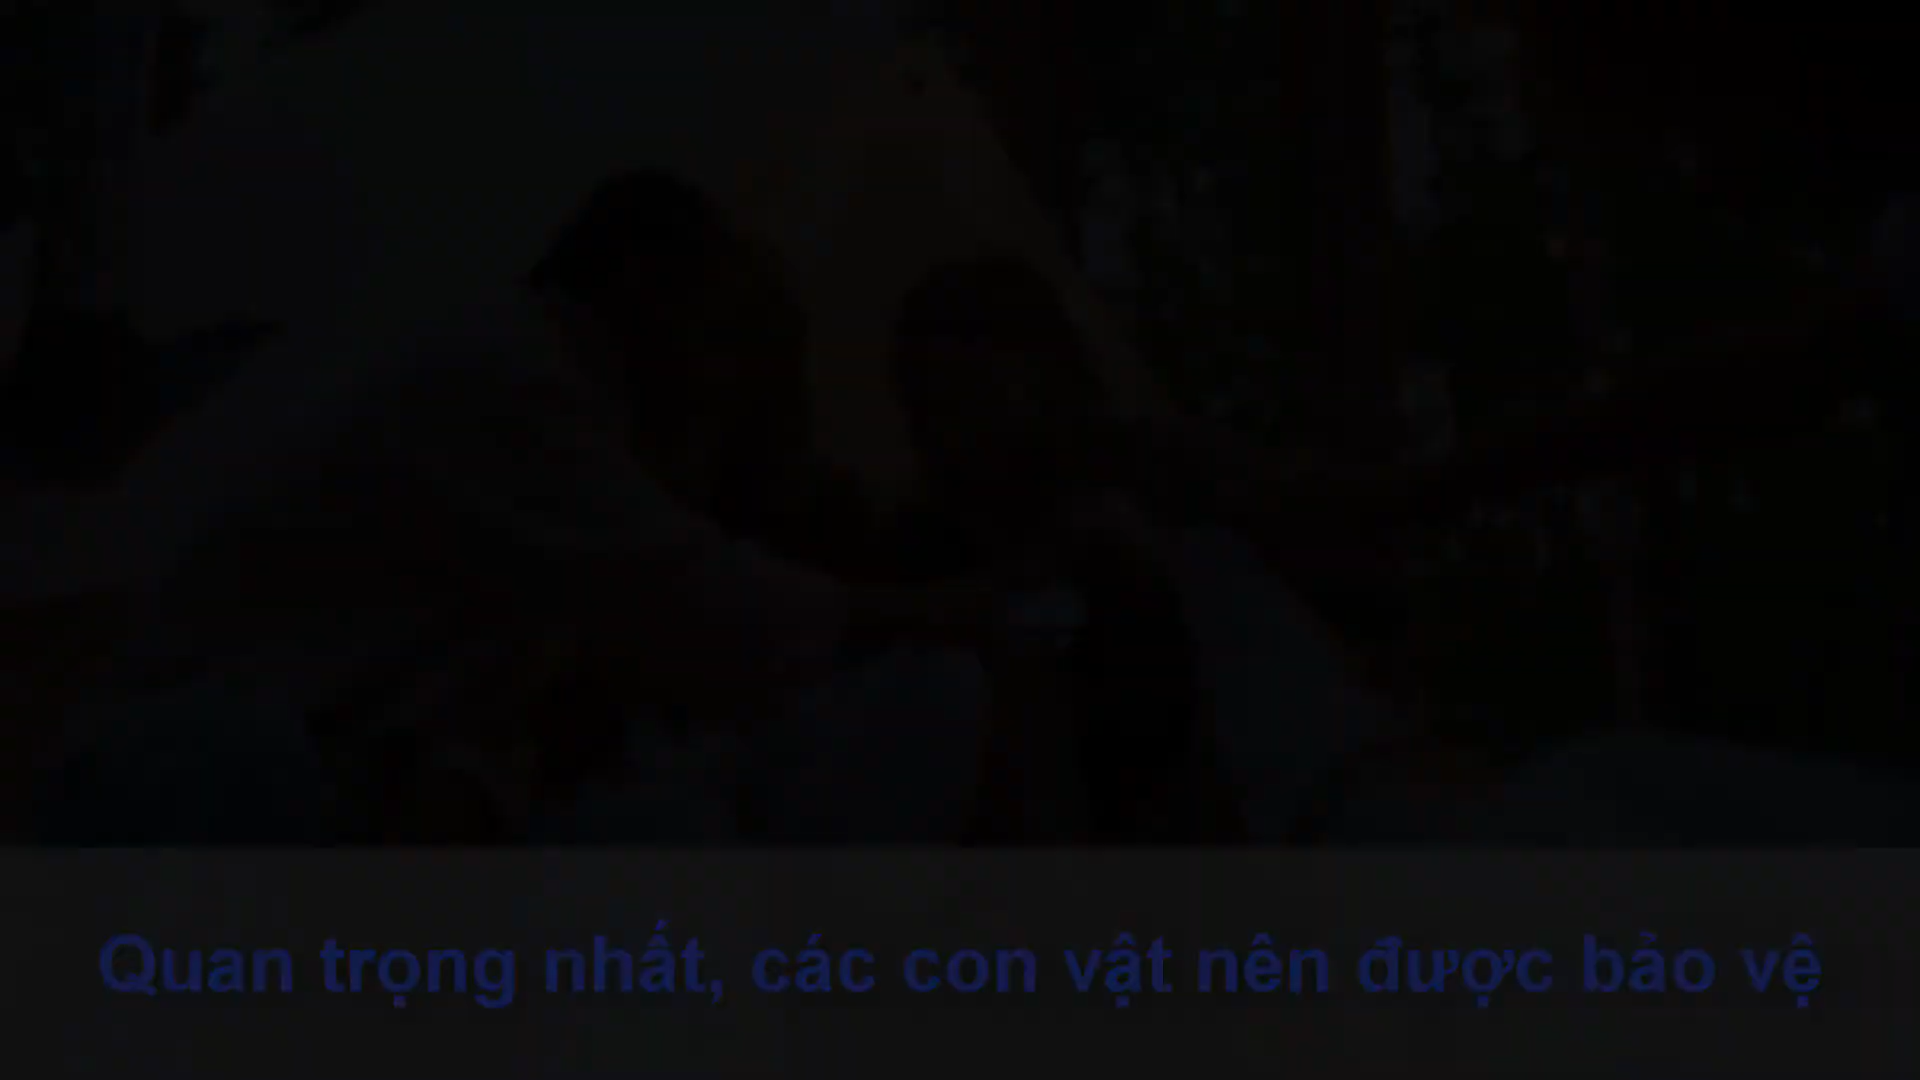 Quan trọng nhất, các con vật nên được bảo vệ